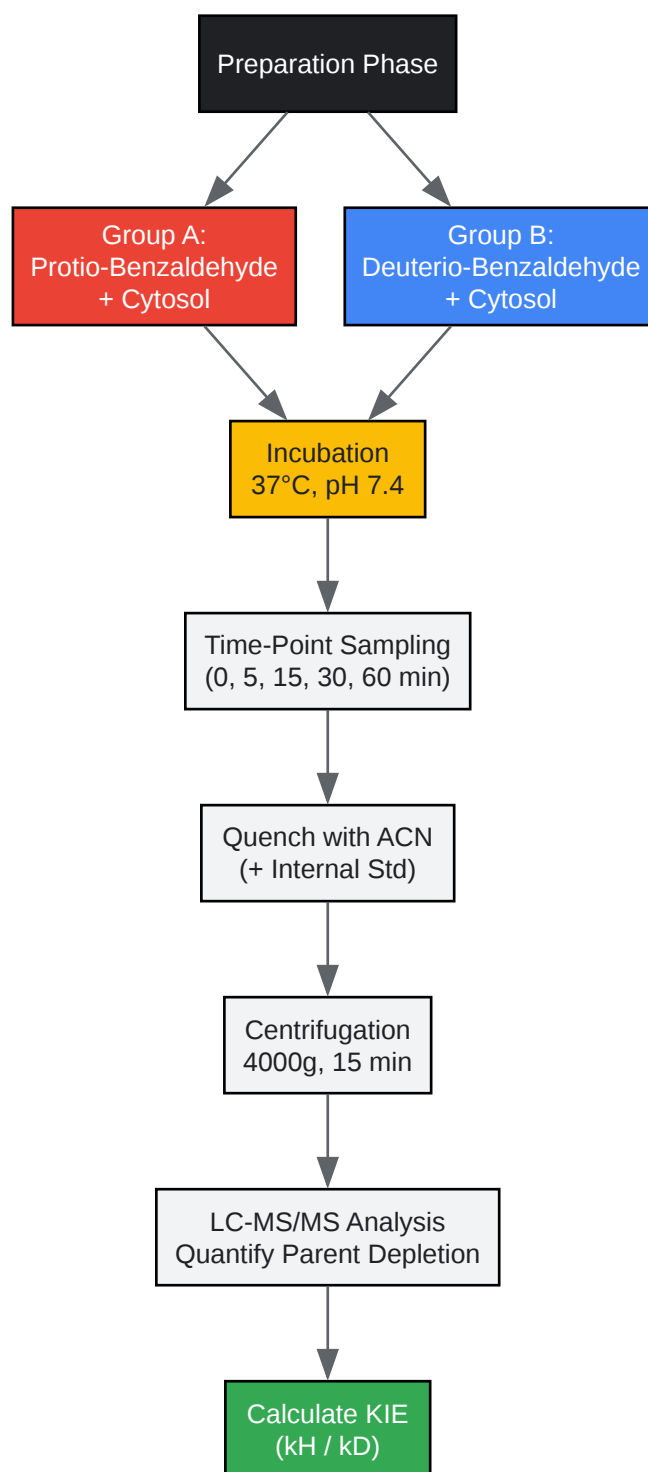 Preparation Phase
Group A:
Protio-Benzaldehyde
+ Cytosol
Group B:
Deuterio-Benzaldehyde
+ Cytosol
Incubation
37°C, pH 7.4
Time-Point Sampling
(0, 5, 15, 30, 60 min)
Quench with ACN
(+ Internal Std)
Centrifugation
4000g, 15 min
LC-MS/MS Analysis
Quantify Parent Depletion
Calculate KIE
(kH / kD)